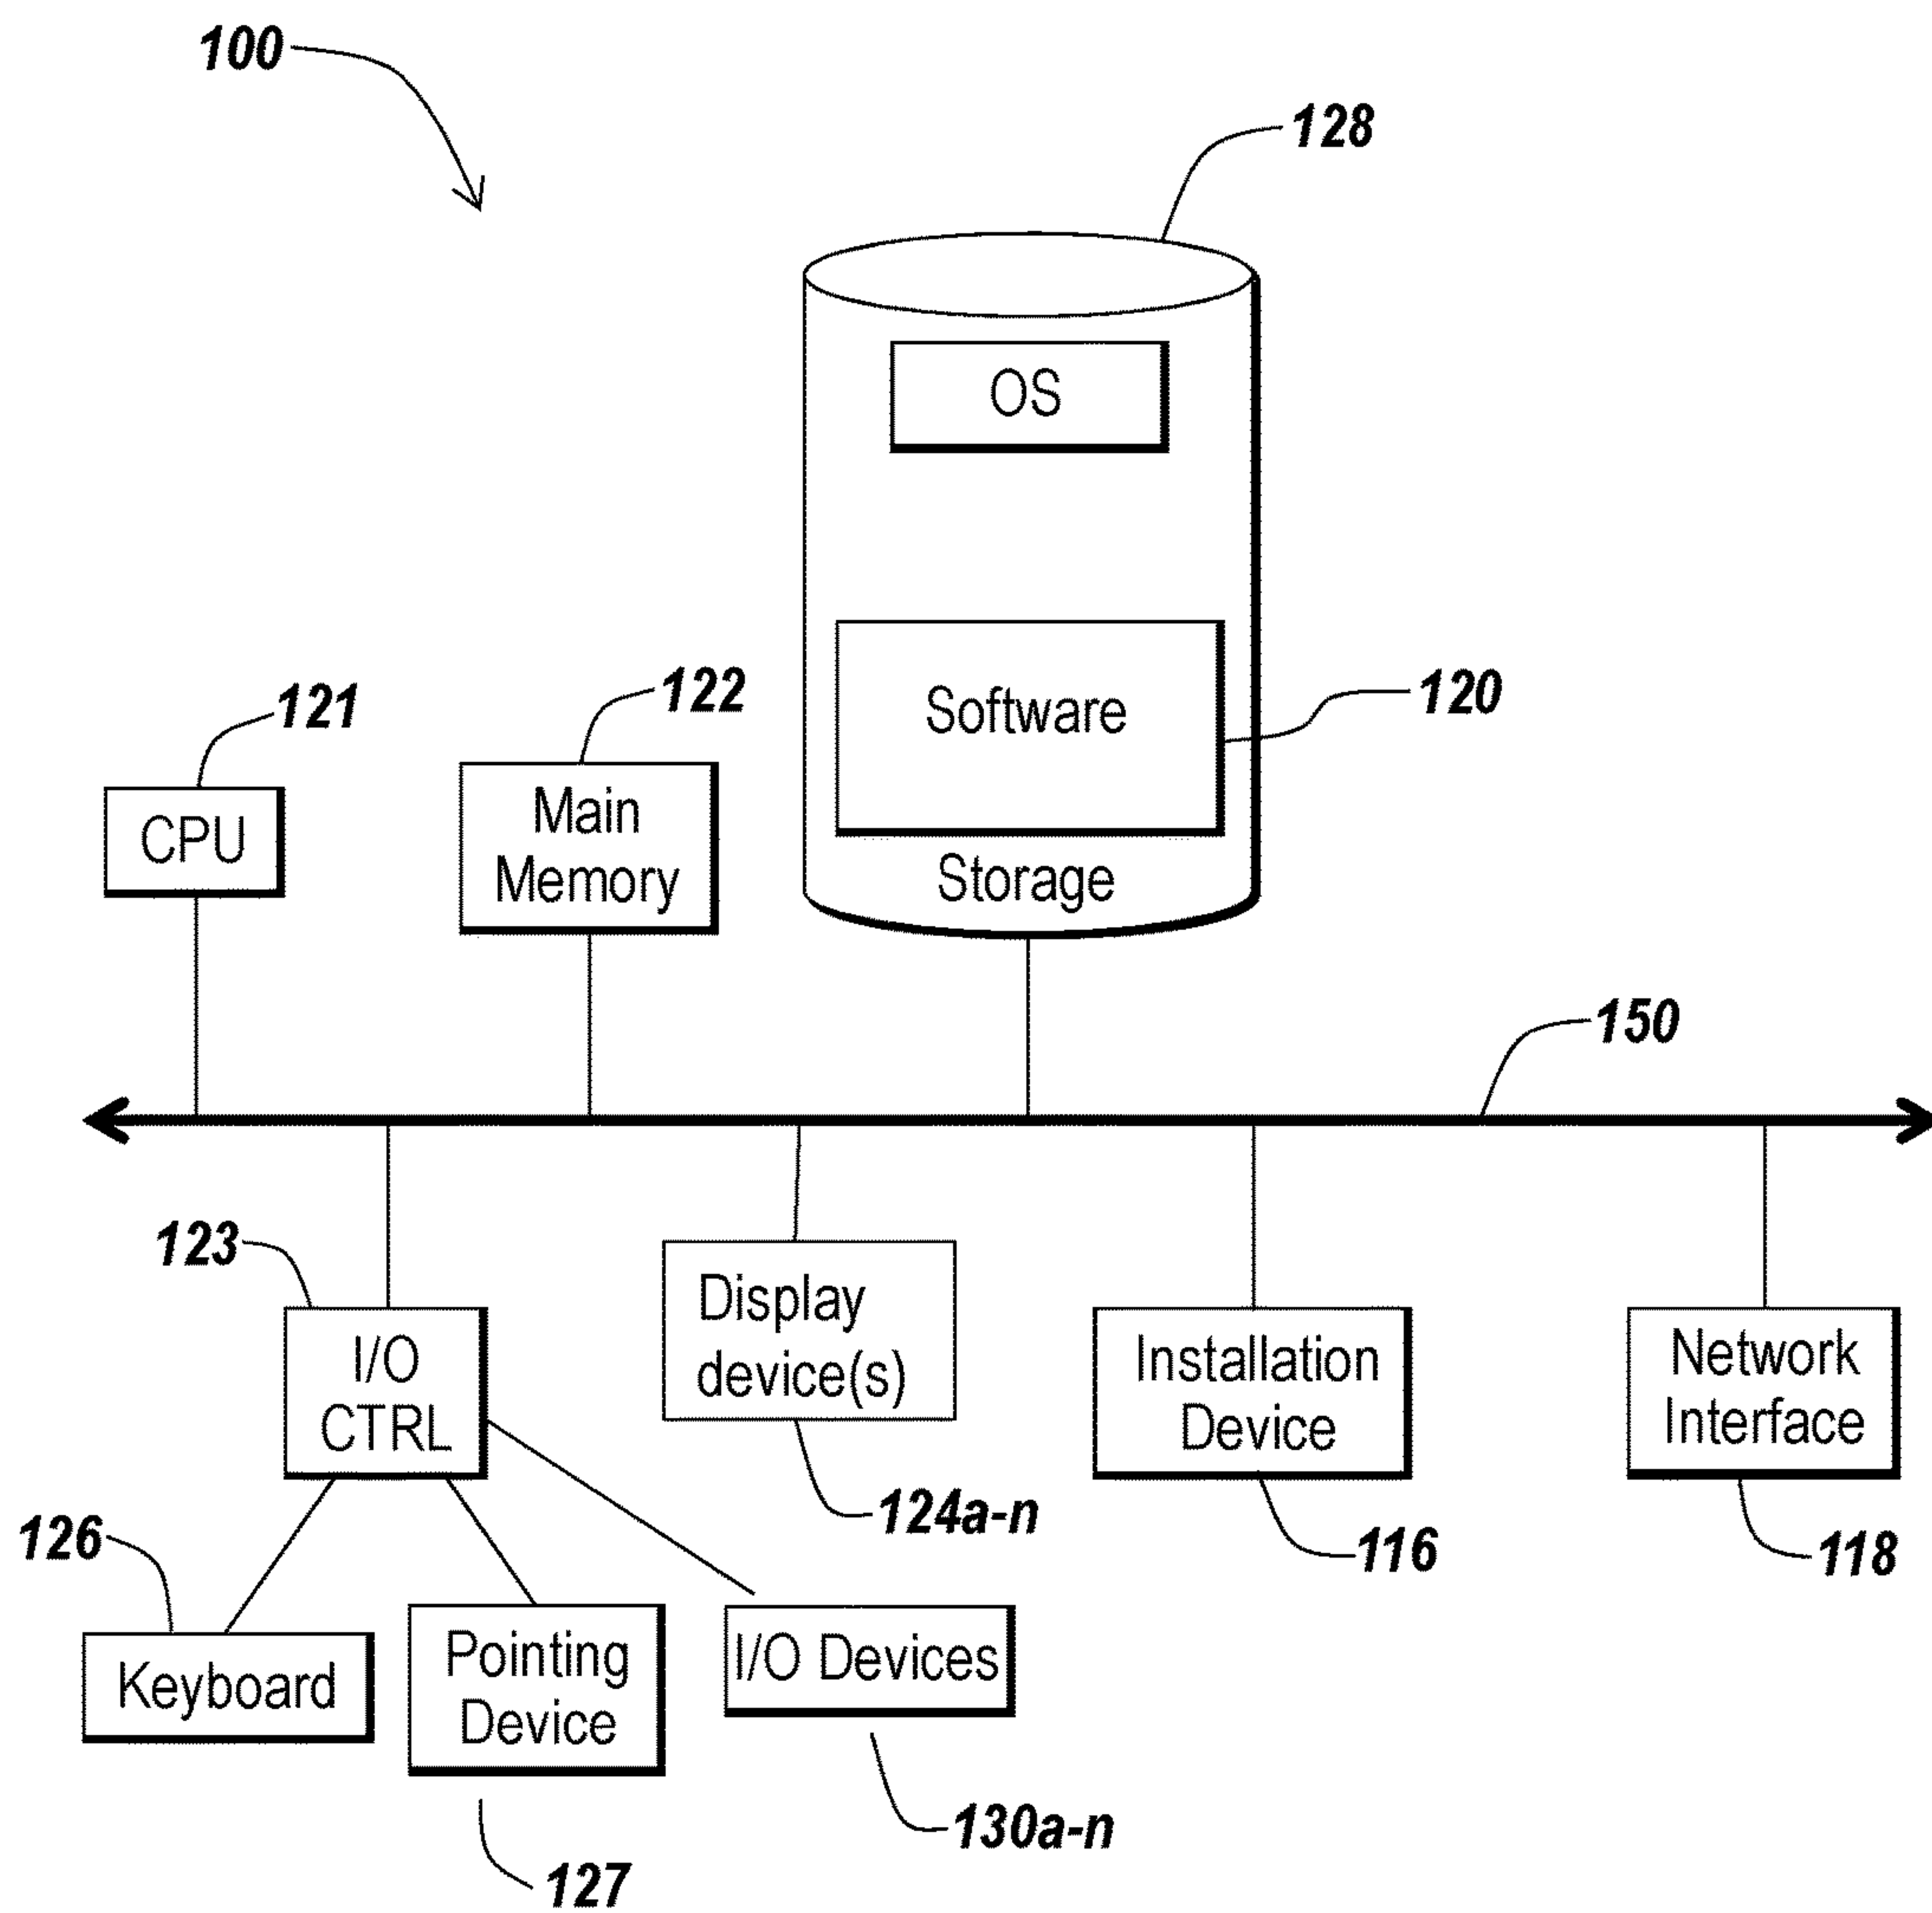 100
128
OS
122
120
121
Software
Main
CPU
Memory
Storage
150
123
Display
I/O
Installation
Network
device(s)
CTRL
Device
Interface
124a-n
126
116
118
Pointing
I/O Devices
Keyboard
Device
130a-n
127